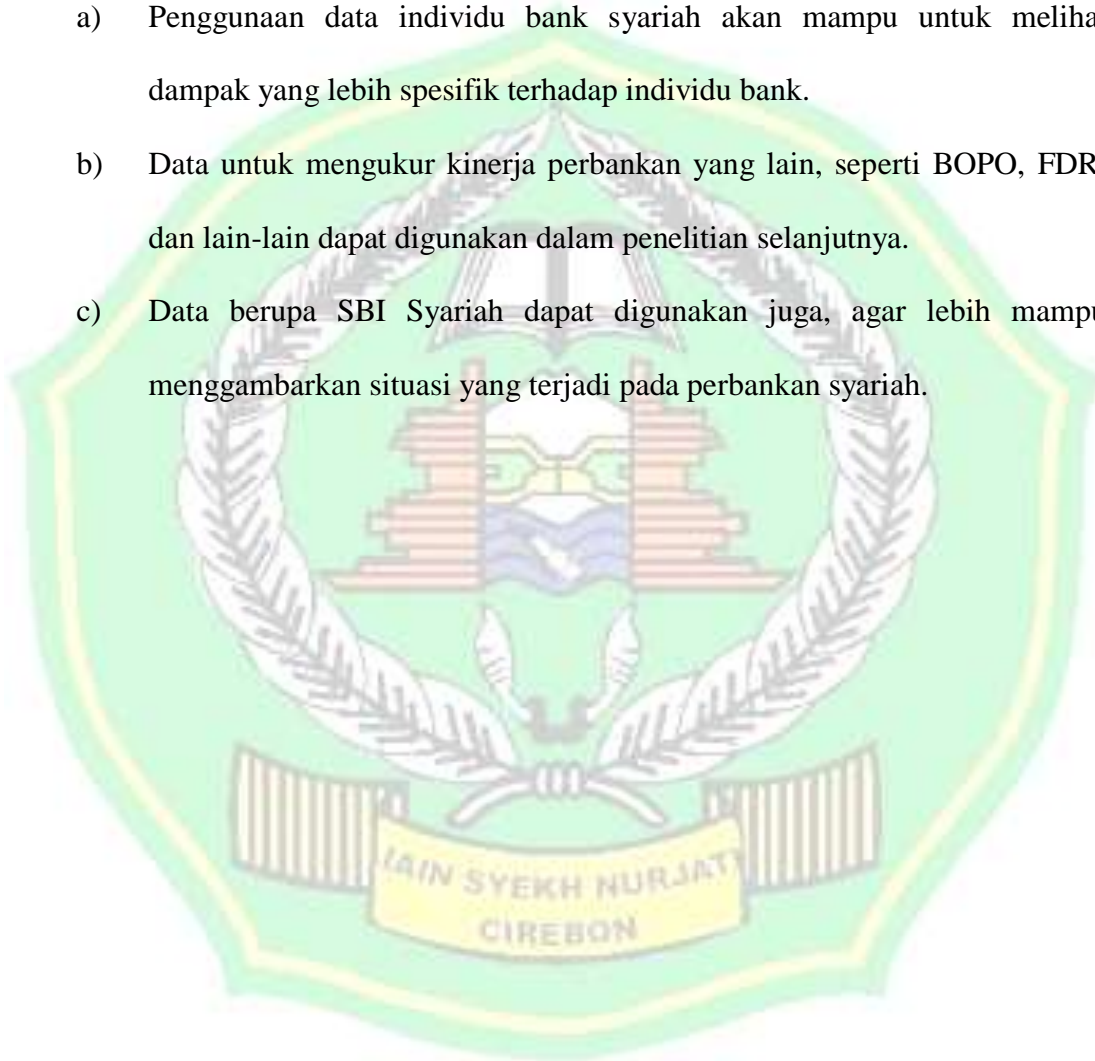 a) Penggunaan data individu bank syariah akan mampu untuk meliha
dampak yang lebih spesifik terhadap individu bank.
b) Data untuk mengukur kinerja perbankan yang lain, seperti BOPO, FDR
dan lain-lain dapat digunakan dalam penelitian selanjutnya.
c) Data berupa SBI Syariah dapat digunakan juga, agar lebih mampu
menggambarkan situasi yang terjadi pada perbankan syariah.
IAIN SYEKH NURJATI
CIREBON